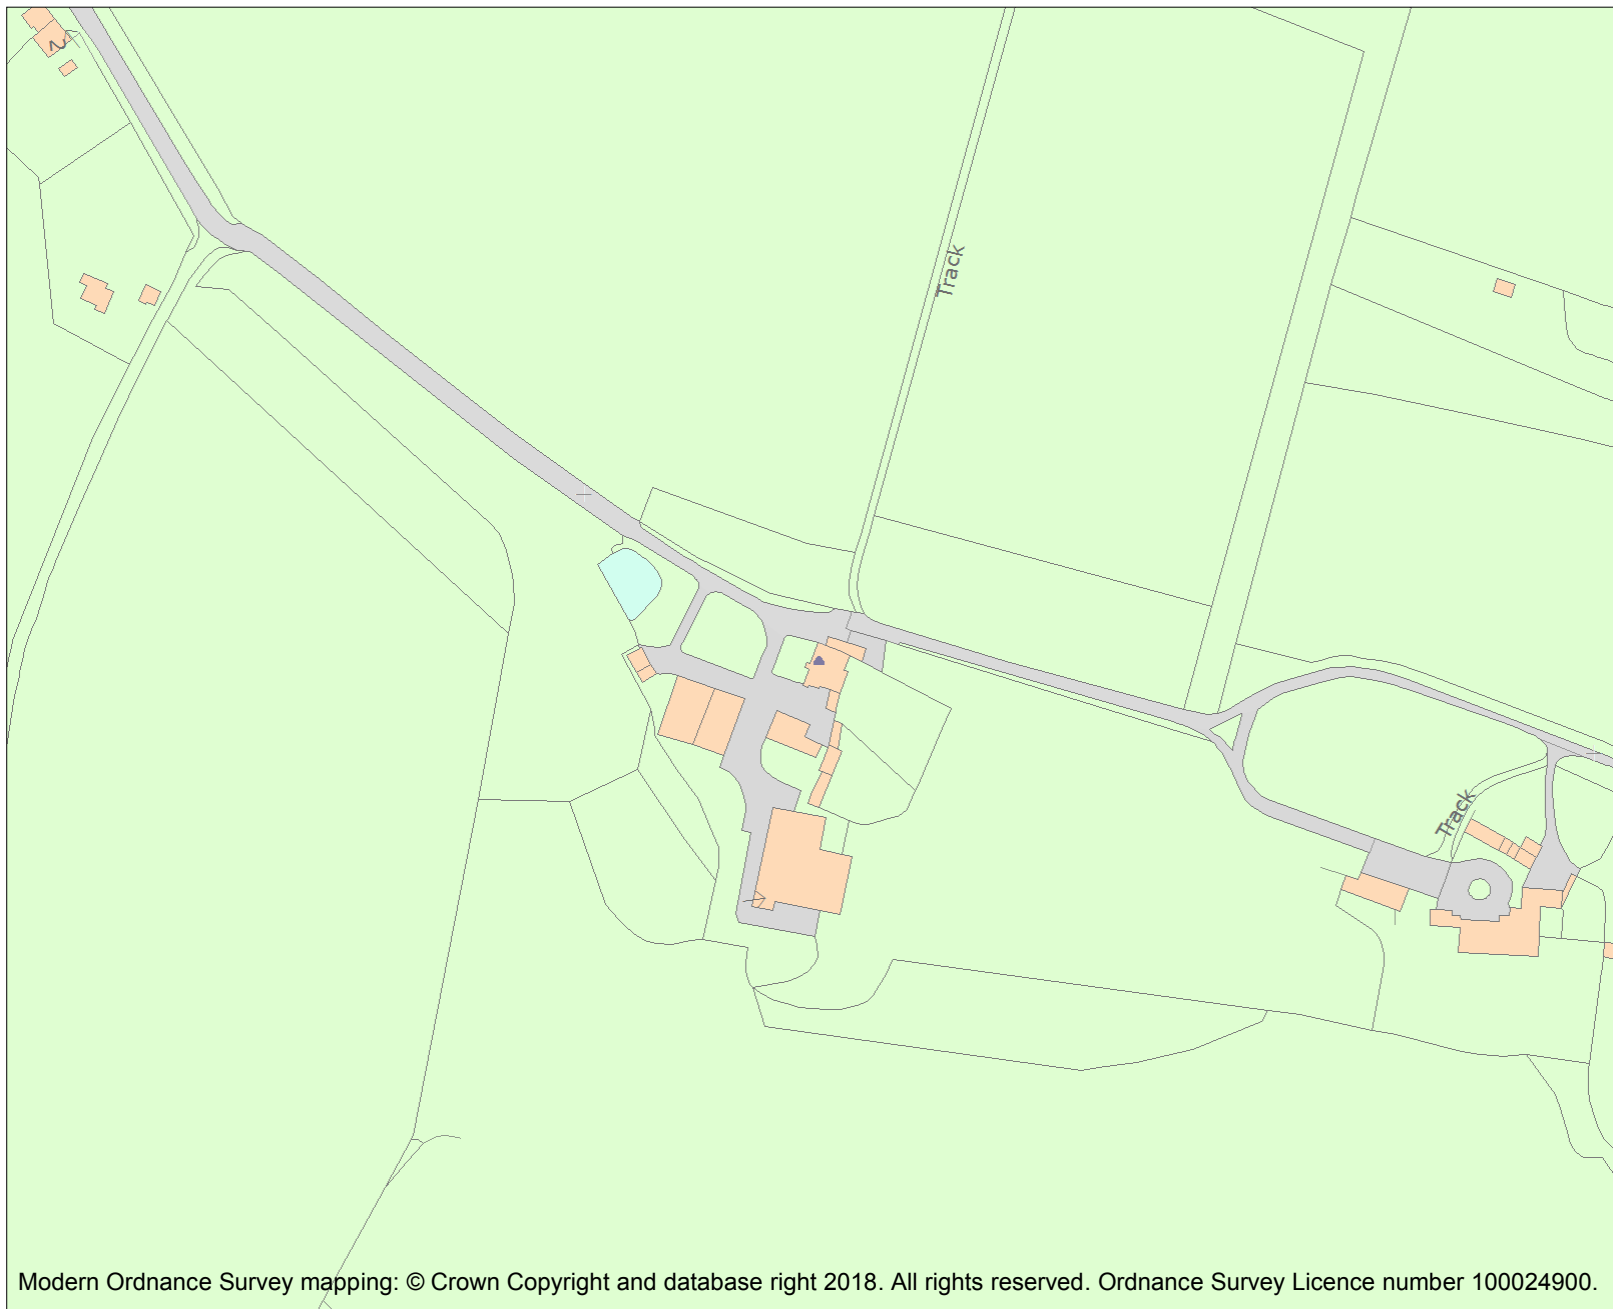 2
Track
Track
Modern Ordnance Survey mapping: © Crown Copyright and database right 2018. All rights reserved. Ordnance Survey Licence number 100024900.